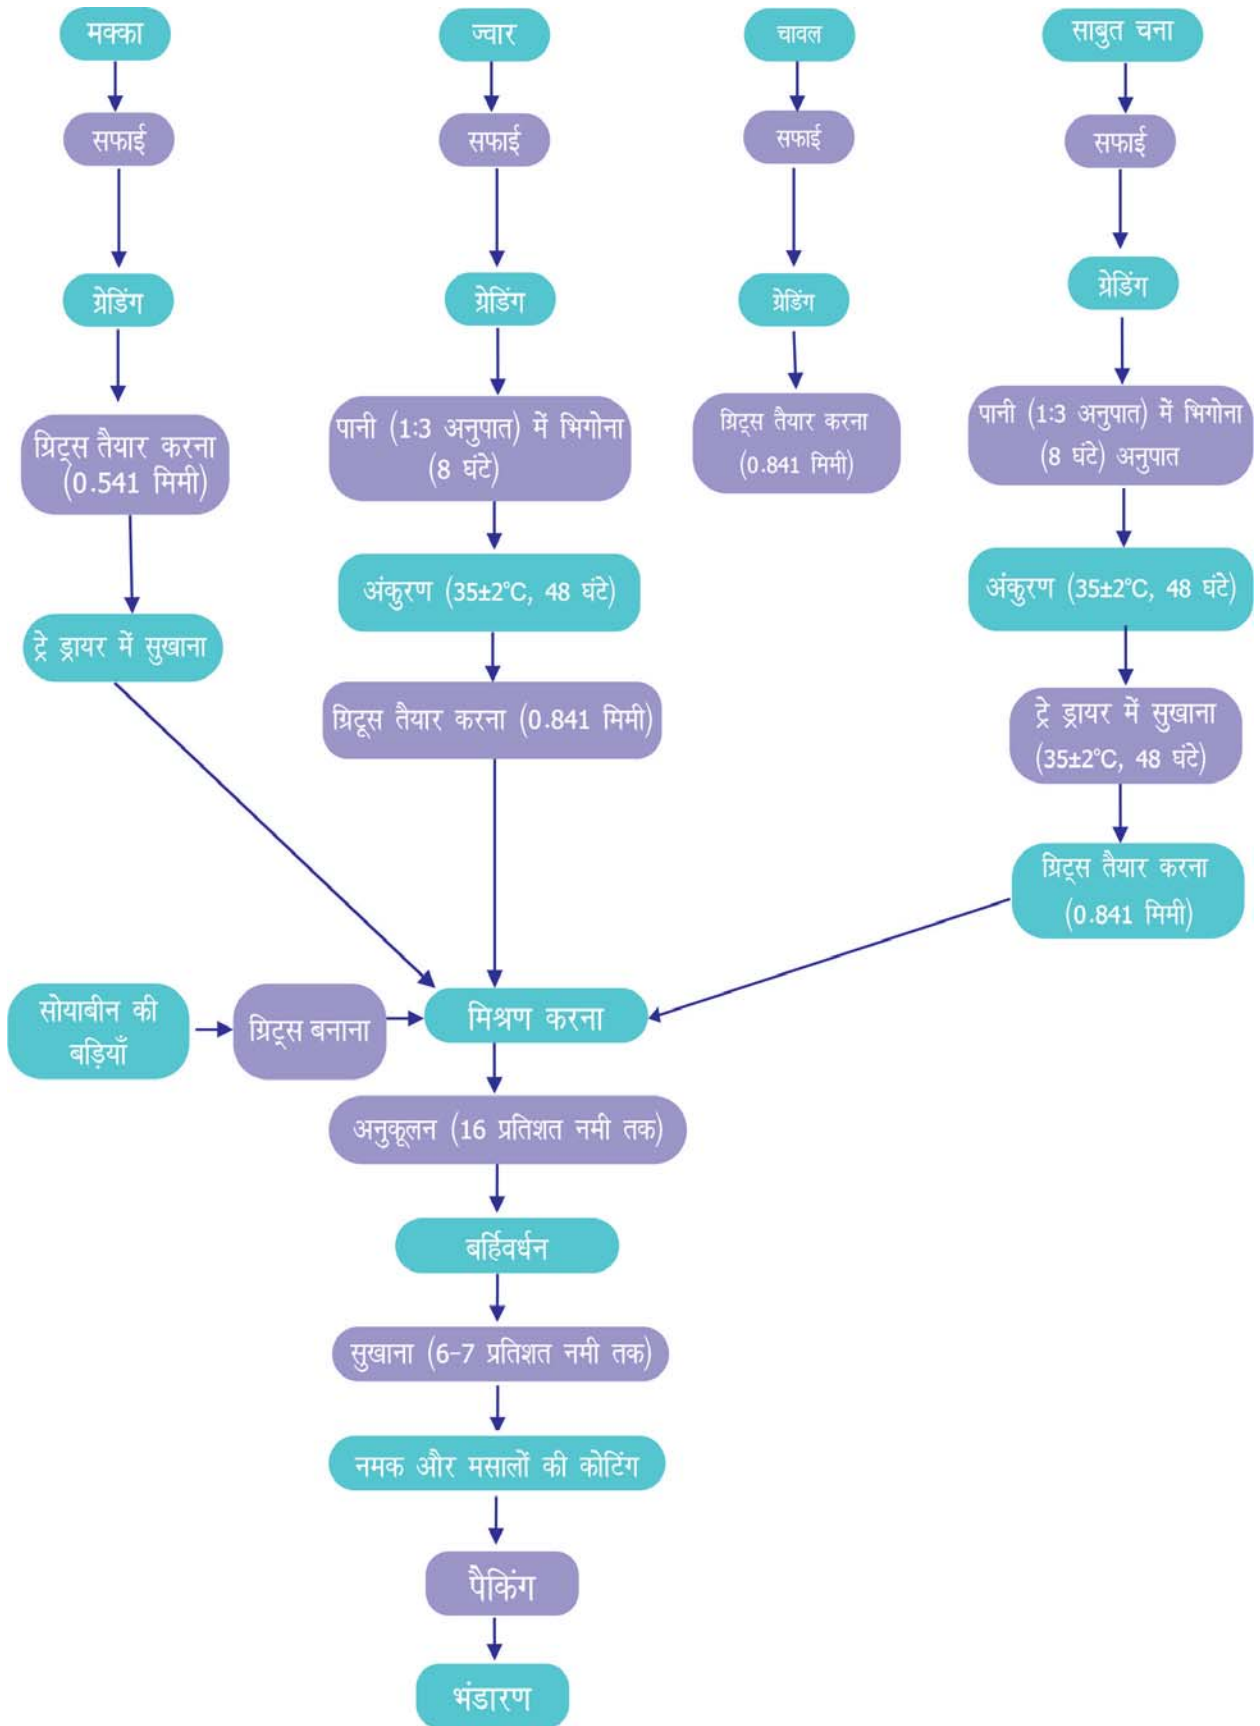 मक्का
सफाई
ग्रेडिंग
ग्रिट्स तैयार करना
(0.541 मिमी)
ट्रे ड्रायर में सुखाना
ज्वार
सफाई
ग्रेडिंग
पानी (1:3 अनुपात) में भिगोना
(8 घंटे)
अंकुरण (35±2°C, 48 घंटे)
ग्रिटूस तैयार करना (0.841 मिमी)
चावल
सफाई
ग्रेडिंग
ग्रिट्स तैयार करना
(0.841 मिमी)
साबुत चना
सफाई
ग्रेडिंग
पानी (1:3 अनुपात) में भिगोना
(8 घंटे) अनुपात
अंकुरण (35±2°C, 48 घंटे)
ट्रे ड्रायर में सुखाना
(35±2°C, 48 घंटे)
ग्रिट्स तैयार करना
(0.841 मिमी)
सोयाबीन की
बड़ियाँ
ग्रिट्स बनाना
मिश्रण करना
अनुकूलन (16 प्रतिशत नमी तक)
बर्हिवर्धन
सुखाना (6-7 प्रतिशत नमी तक)
नमक और मसालों की कोटिंग
पैकिंग
भंडारण